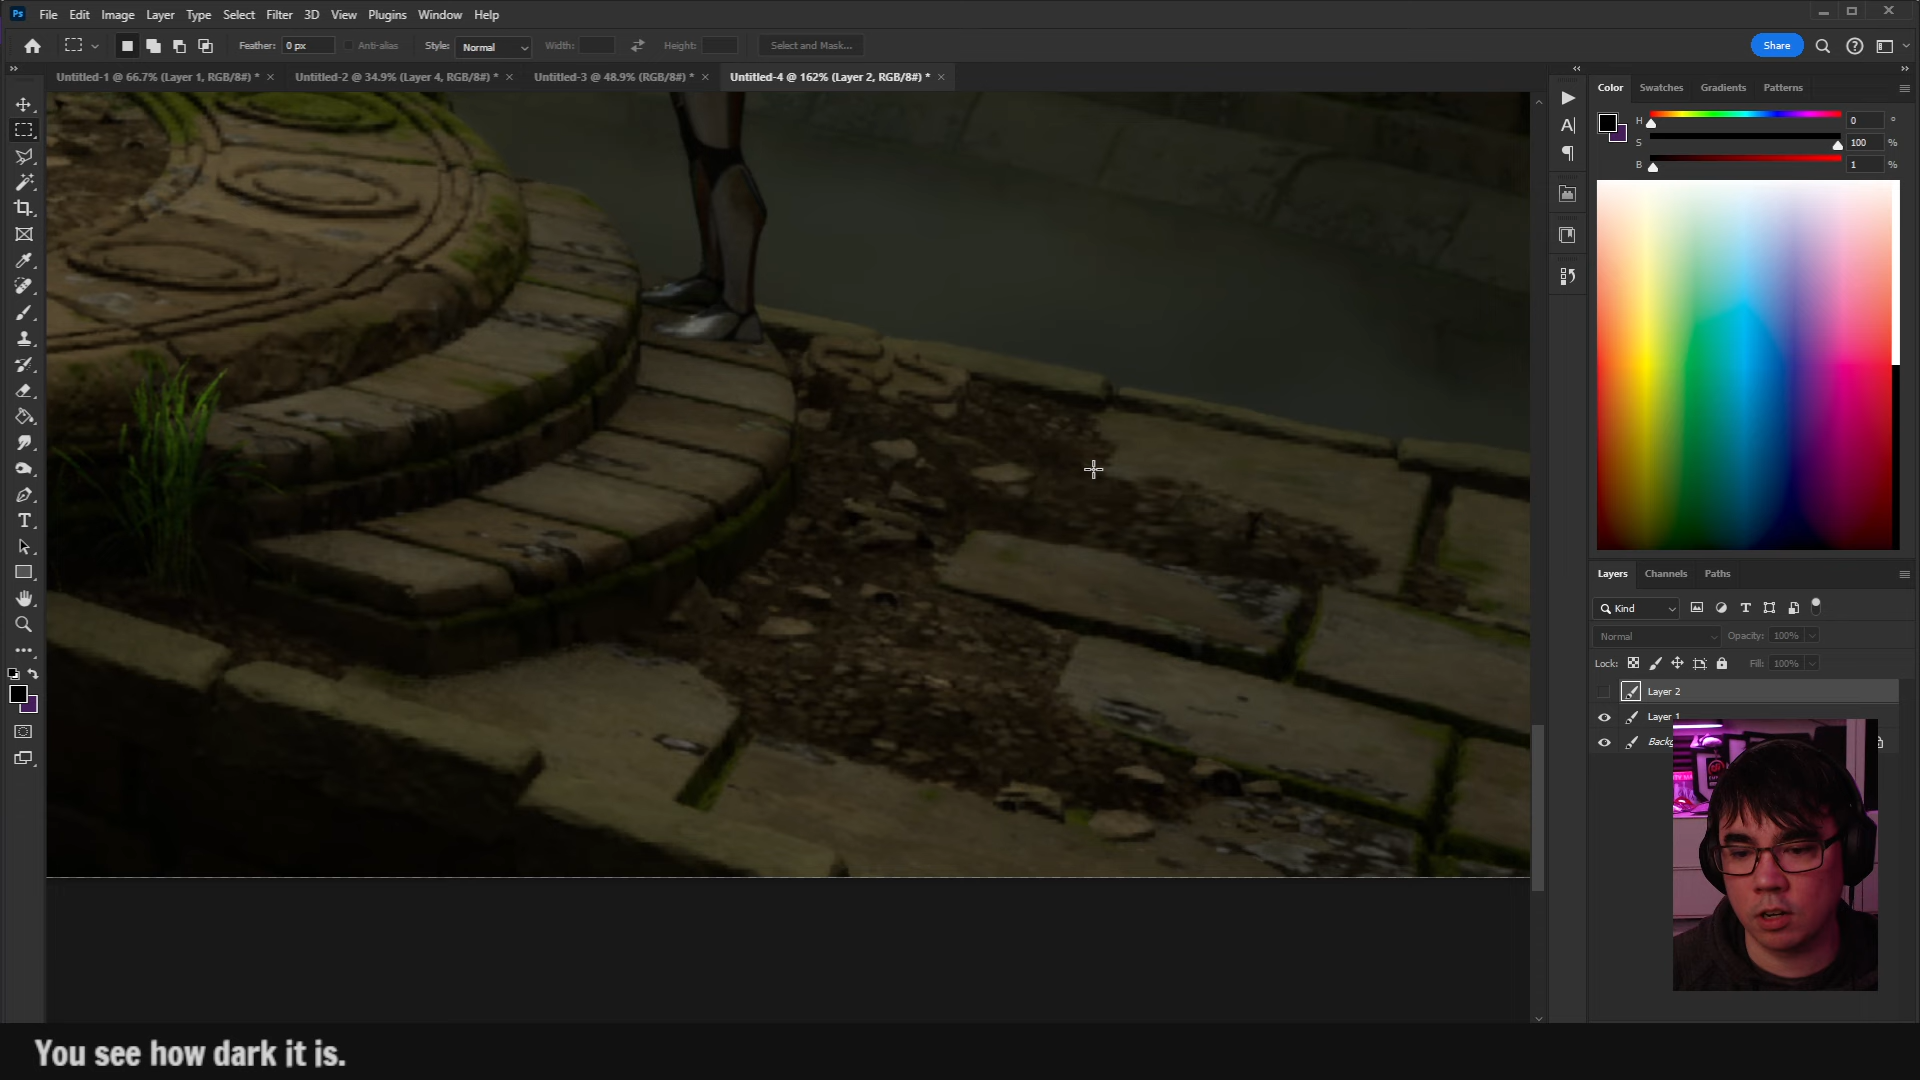 Ps File Edit Image Layer Type Select Filter 3D View Plugins Window Help
Feather: 0 px Anti-alias Style: Normal Width: Height: Select and Mask... Share
Untitled-1 @ 66.7% (Layer 1, RGB/8#) * Untitled-2 @ 34.9% (Layer 4, RGB/8#) * Untitled-3 @ 48.9% (RGB/8#) * Untitled-4 @ 162% (Layer 2, RGB/8#) *
Color Swatches Gradients Patterns
H 0 °
S 100 %
B 1 %
Layers Channels Paths
Kind
Normal Opacity: 100%
Lock: Fill: 100%
Layer 2
Layer 1
You see how dark it is.